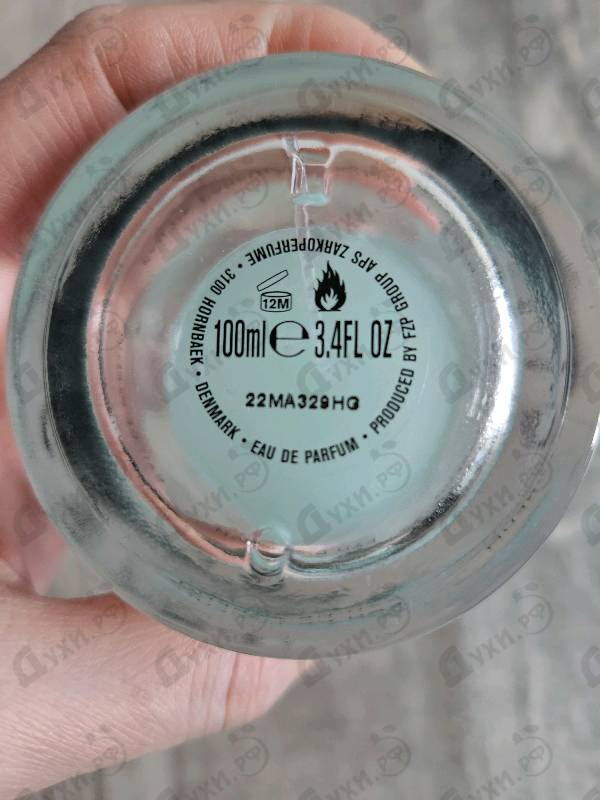 PRODUCED BY FZP GROUP APS ZARKOPERFUME • 3100 HORNBAEK • DENMARK • EAU DE PARFUM •
12M
100ml e 3.4FL OZ
22MA329HG
Духи.РФ